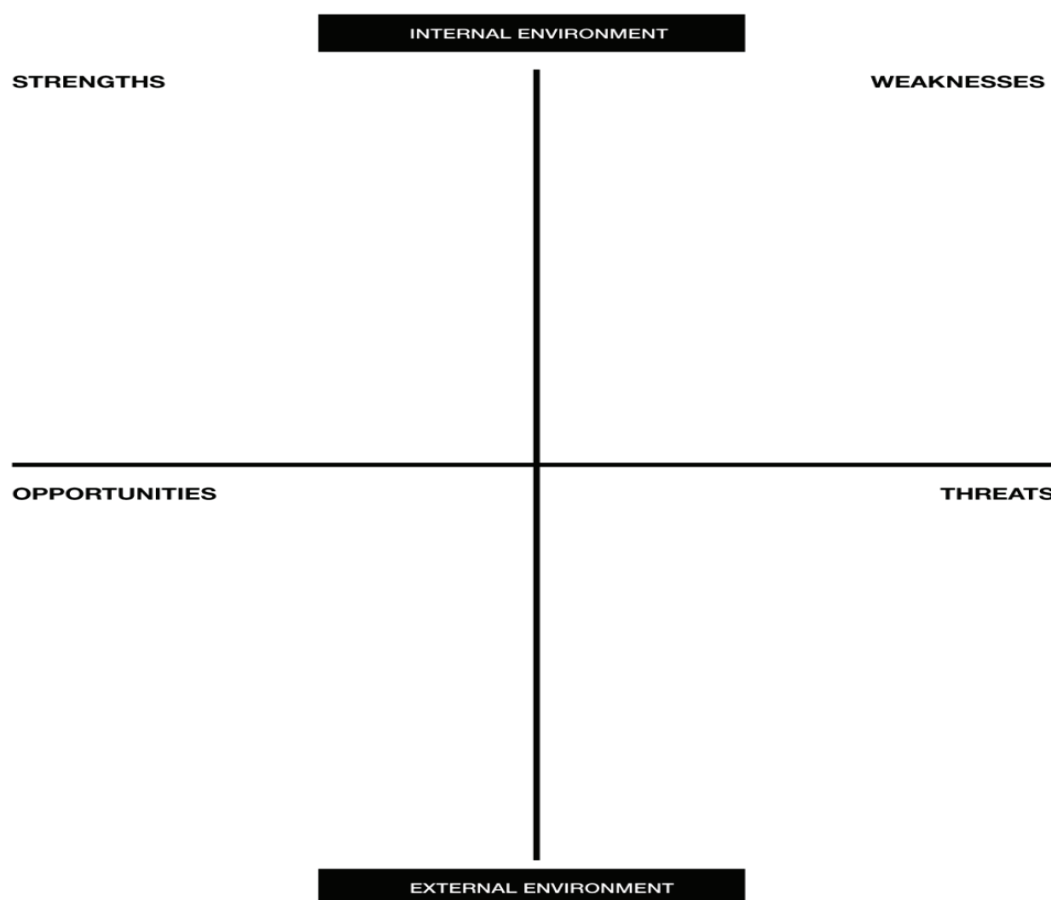 INTERNAL ENVIRONMENT
STRENGTHS
WEAKNESSES
OPPORTUNITIES
THREATS
EXTERNAL ENVIRONMENT